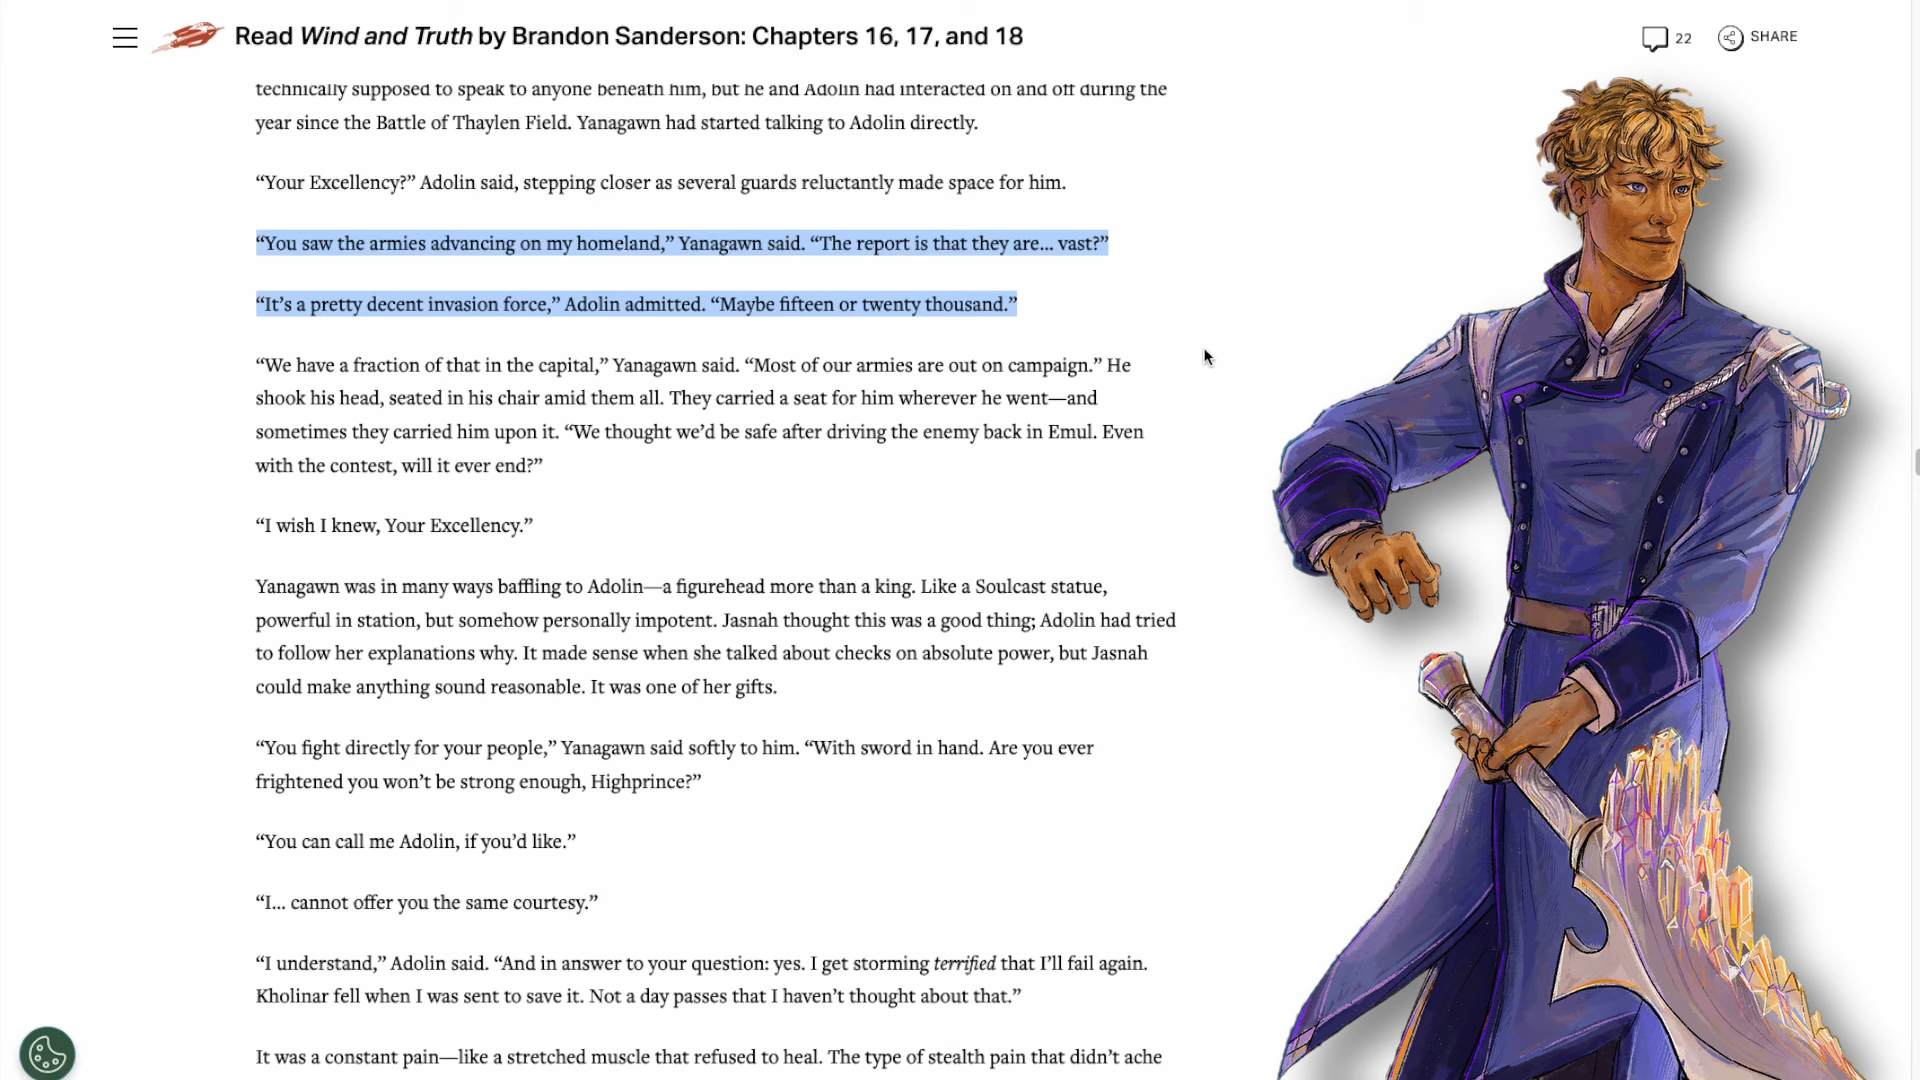 Read Wind and Truth by Brandon Sanderson: Chapters 16, 17, and 18
22
SHARE
technically supposed to speak to anyone beneath him, but he and Adolin had interacted on and off during the
year since the Battle of Thaylen Field. Yanagawn had started talking to Adolin directly.
“Your Excellency?” Adolin said, stepping closer as several guards reluctantly made space for him.
“You saw the armies advancing on my homeland,” Yanagawn said. “The report is that they are… vast?”
“It’s a pretty decent invasion force,” Adolin admitted. “Maybe fifteen or twenty thousand.”
“We have a fraction of that in the capital,” Yanagawn said. “Most of our armies are out on campaign.” He
shook his head, seated in his chair amid them all. They carried a seat for him wherever he went—and
sometimes they carried him upon it. “We thought we’d be safe after driving the enemy back in Emul. Even
with the contest, will it ever end?”
“I wish I knew, Your Excellency.”
Yanagawn was in many ways baffling to Adolin—a figurehead more than a king. Like a Soulcast statue,
powerful in station, but somehow personally impotent. Jasnah thought this was a good thing; Adolin had tried
to follow her explanations why. It made sense when she talked about checks on absolute power, but Jasnah
could make anything sound reasonable. It was one of her gifts.
“You fight directly for your people,” Yanagawn said softly to him. “With sword in hand. Are you ever
frightened you won’t be strong enough, Highprince?”
“You can call me Adolin, if you’d like.”
“I… cannot offer you the same courtesy.”
“I understand,” Adolin said. “And in answer to your question: yes. I get storming terrified that I’ll fail again.
Kholinar fell when I was sent to save it. Not a day passes that I haven’t thought about that.”
It was a constant pain—like a stretched muscle that refused to heal. The type of stealth pain that didn’t ache